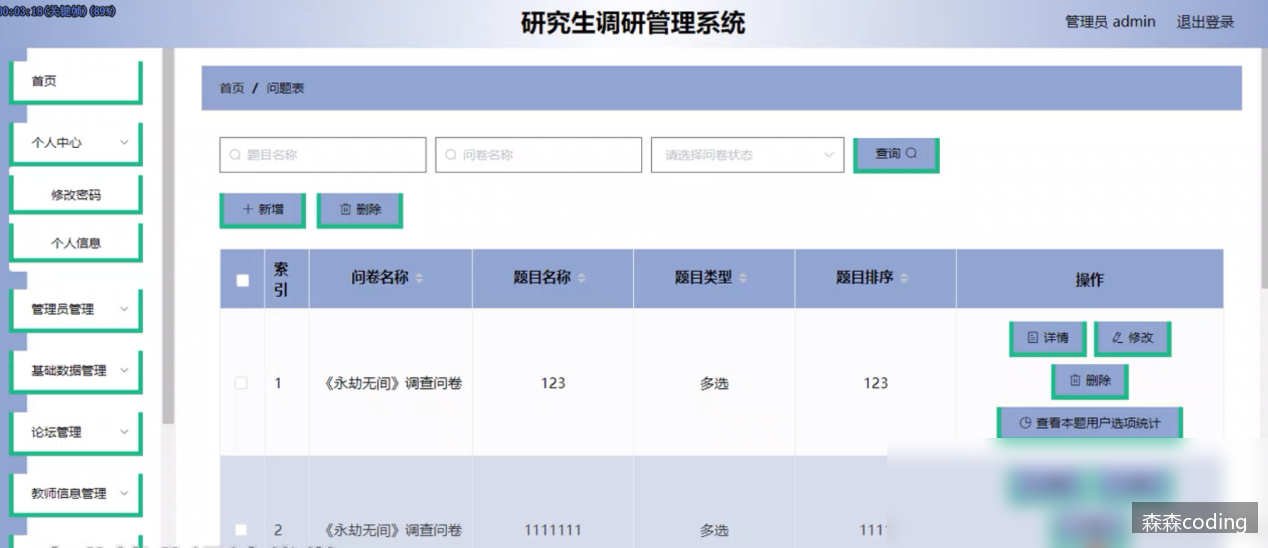 00:03:18(关键帧)(89%)
研究生调研管理系统
管理员 admin 退出登录
首页
个人中心
修改密码
个人信息
管理员管理
基础数据管理
论坛管理
教师信息管理
首页 / 问题表
题目名称 问卷名称 请选择问卷状态 查询
新增 删除
索引 问卷名称 题目名称 题目类型 题目排序 操作
1 《永劫无间》调查问卷 123 多选 123
详情 修改
删除
查看本题用户选项统计
2 《永劫无间》调查问卷 1111111 多选
森森coding